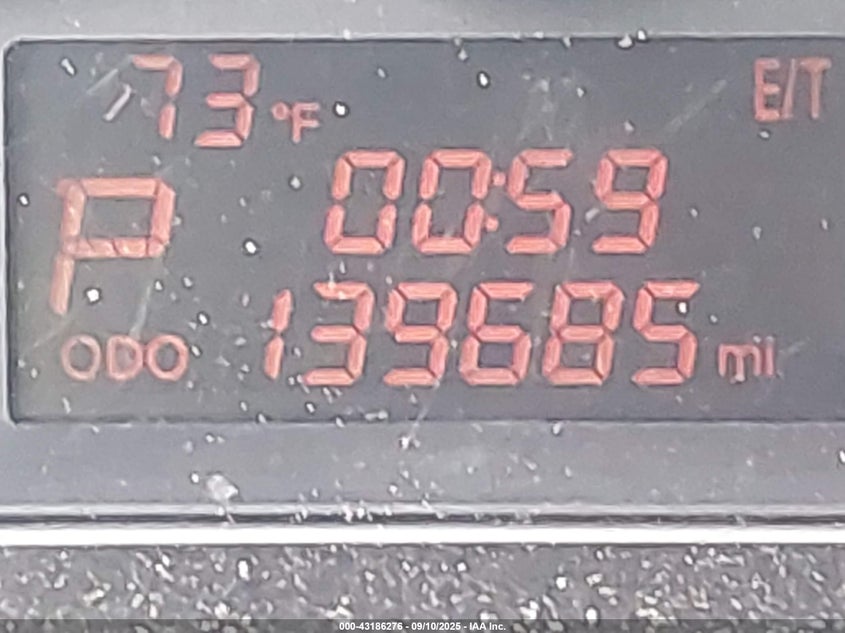 73 °F
E/T
P
00:59
ODO 139685 mi
000-43186276 - 09/10/2025 - IAA Inc.